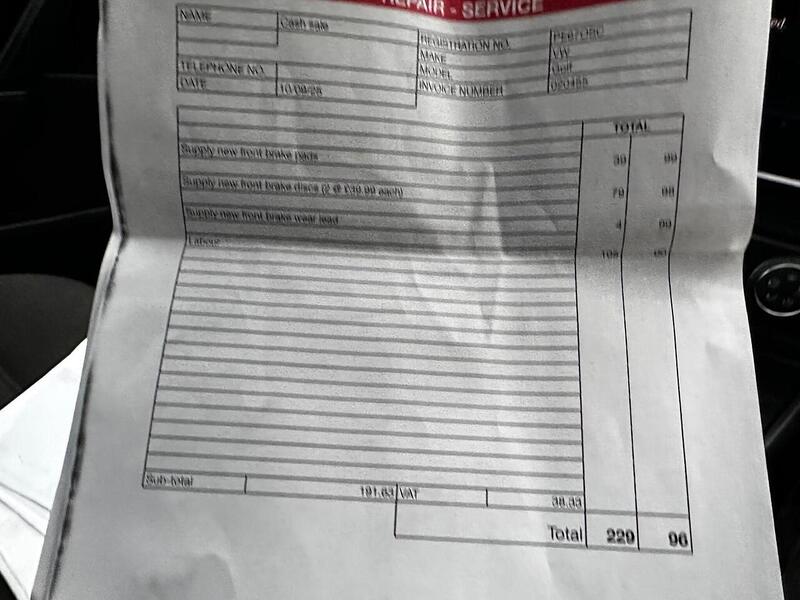 REPAIR - SERVICE
NAME Cash sale
REGISTRATION NO.
MAKE VW
MODEL Golf
TELEPHONE NO.
DATE 10/09/25
INVOICE NUMBER
TOTAL
Supply new front brake pads 39 99
Supply new front brake discs (2 @ £39.99 each) 79 98
Supply new front brake wear lead 4 99
Labour 105 00
Sub-total 191.63 VAT 38.33
Total 229 96